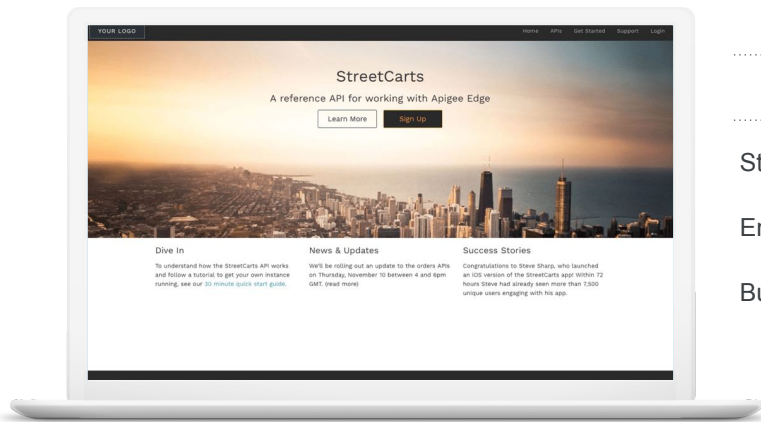 YOUR LOGO
Home APIs Get Started Support Login
StreetCarts
A reference API for working with Apigee Edge
Learn More Sign Up
Dive In
To understand how the StreetCarts API works
and follow a tutorial to get your own instance
running, see our 30 minute quick start guide.
News & Updates
We'll be rolling out an update to the orders APIs
on Thursday, November 10 between 4 and 6pm
GMT. (read more)
Success Stories
Congratulations to Steve Sharp, who launched
an iOS version of the StreetCarts app! Within 72
hours Steve had already seen more than 7,500
unique users engaging with his app.